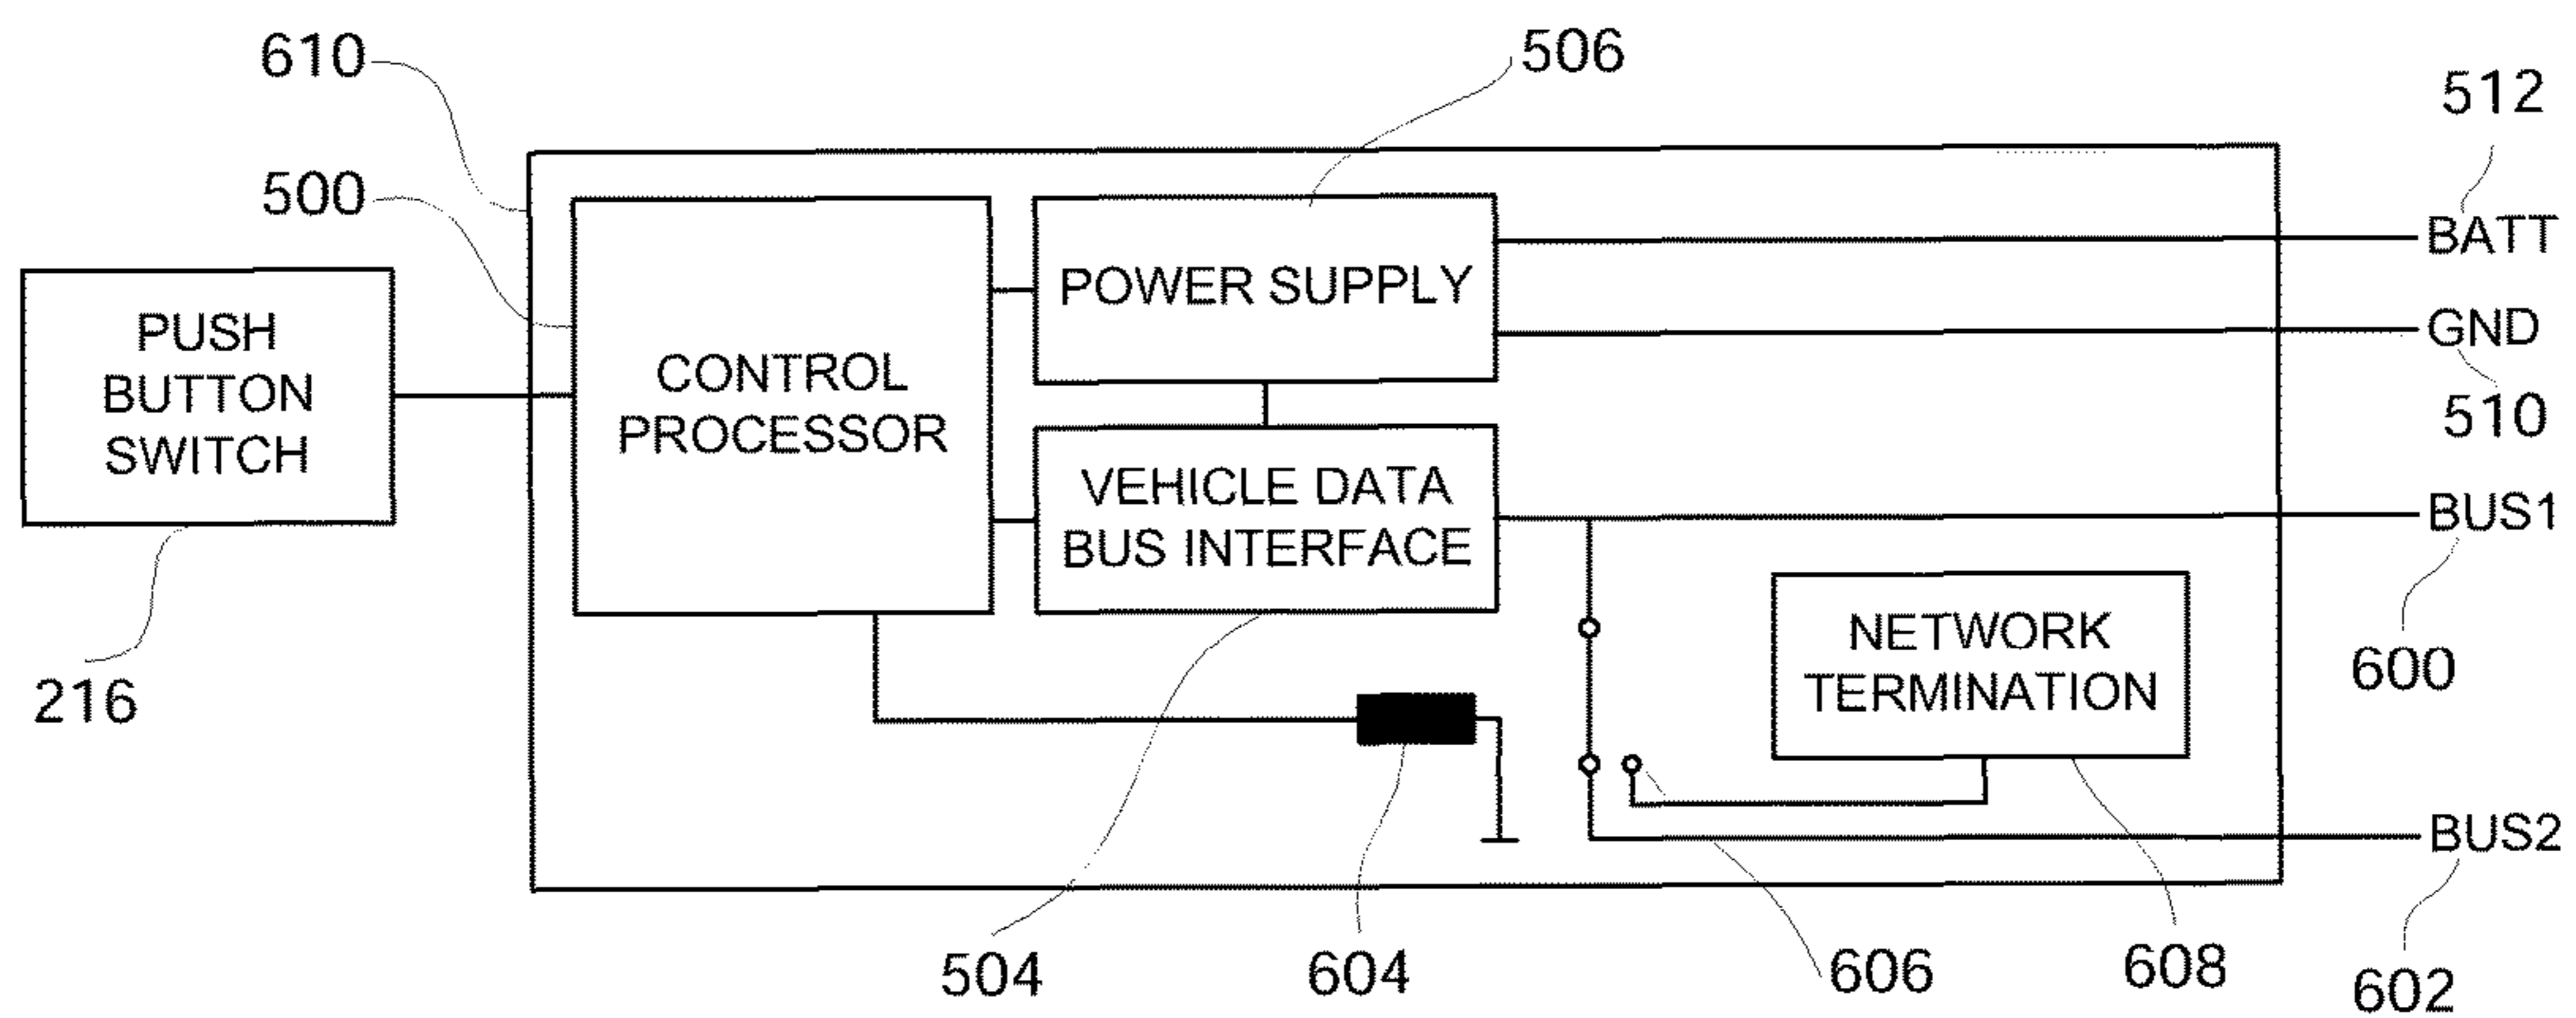 610
506
512
500
BATT
PUSH
BUTTON
SWITCH
CONTROL
PROCESSOR
POWER SUPPLY
GND
510
VEHICLE DATA
BUS INTERFACE
BUS1
NETWORK
TERMINATION
600
216
BUS2
504
604
606
608
602